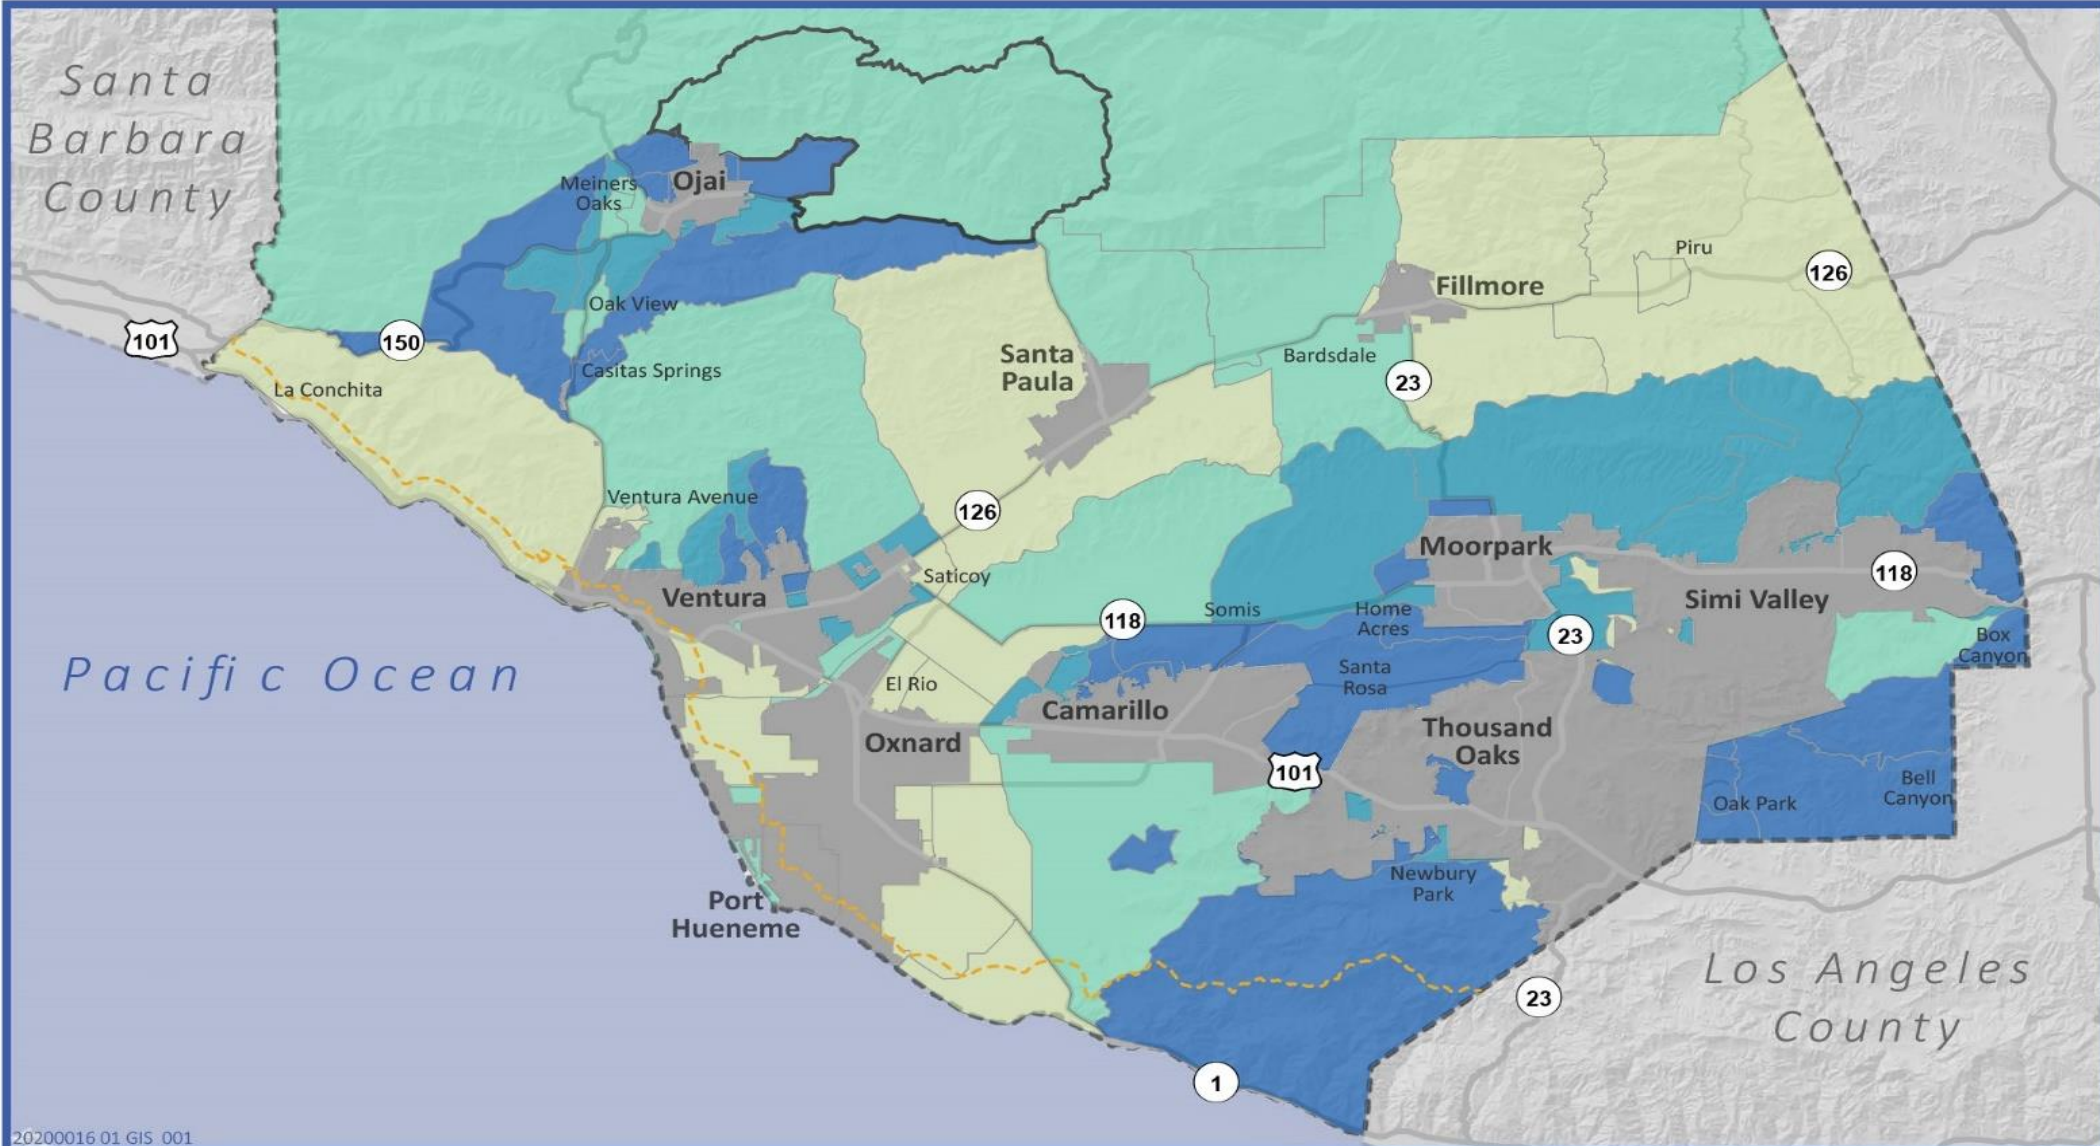 Santa
Barbara
County
Meiners
Oaks
Ojai
Piru
126
Oak View
Fillmore
101
150
Santa
Paula
Bardsdale
Casitas Springs
23
La Conchita
Ventura Avenue
126
Moorpark
118
Saticoy
Ventura
118
Somis
Home
Acres
Simi Valley
23
Box
Canyon
Pacific Ocean
El Rio
Santa
Rosa
Camarillo
Oxnard
Thousand
Oaks
101
Oak Park
Bell
Canyon
Newbury
Park
Port
Hueneme
Los Angeles
County
23
1
20200016 01 GIS 001